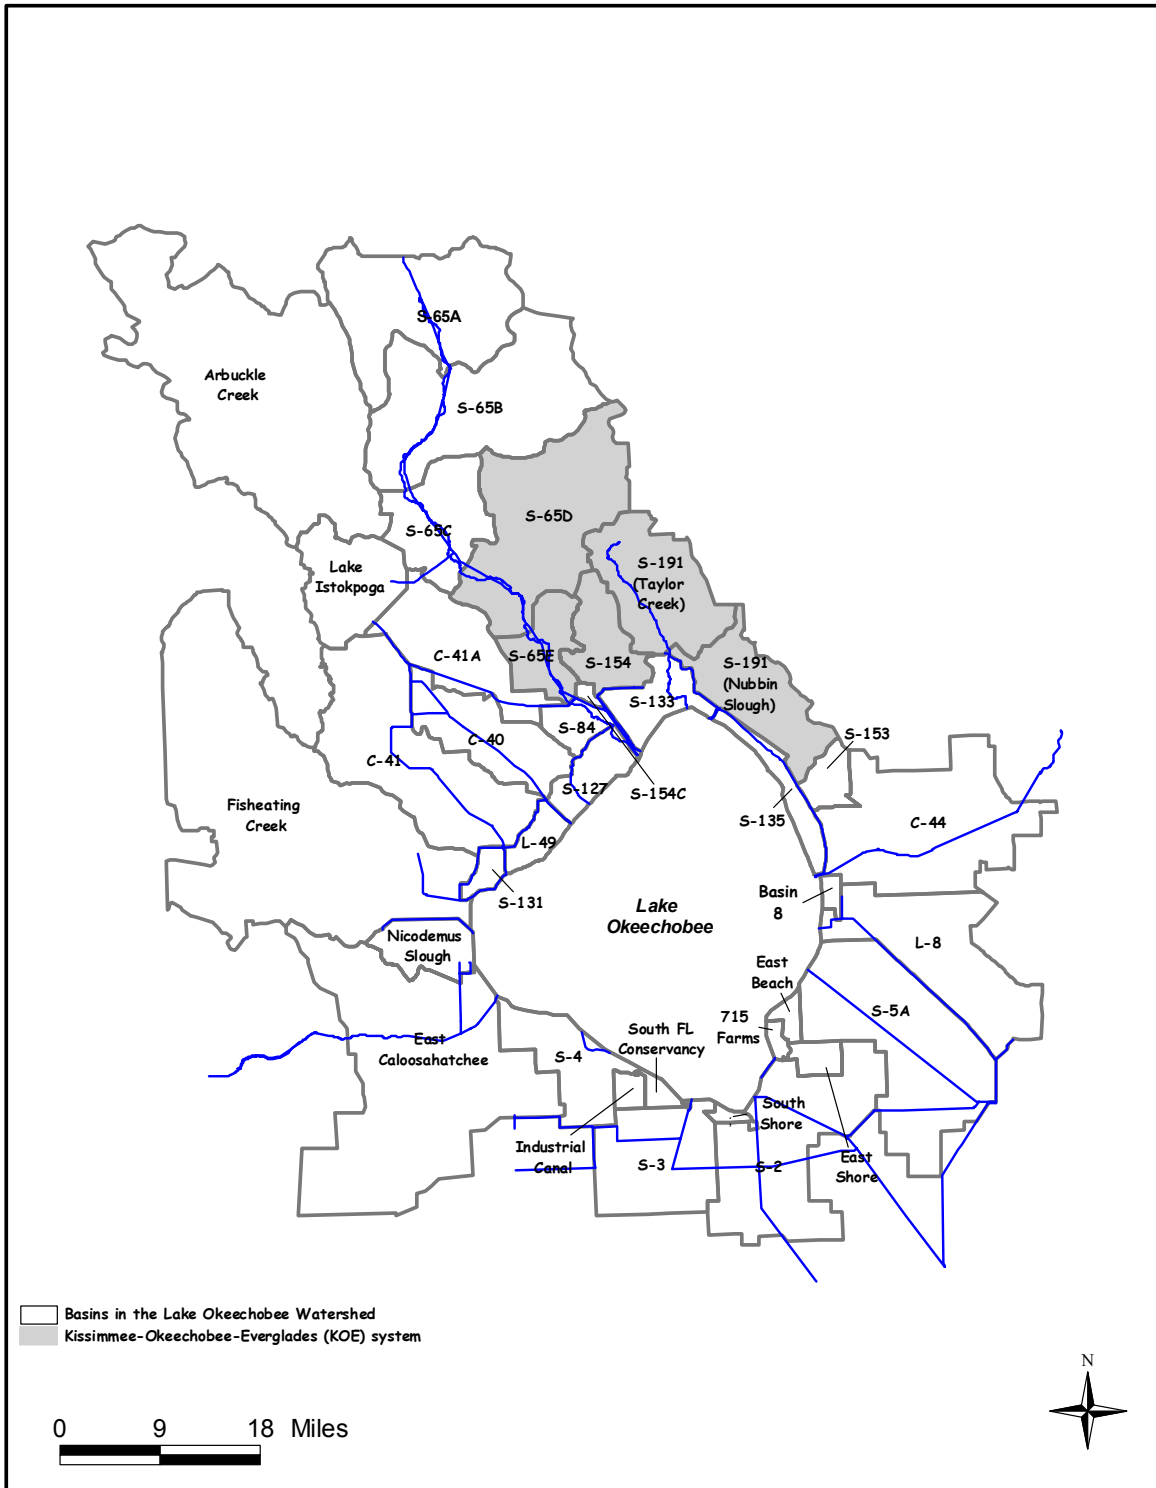 S-65A
Arbuckle
Creek
S-65B
S-65D
S-65C
Lake
Istokpoga
S-191
(Taylor
Creek)
C-41A
S-65E
S-154
S-191
(Nubbin
Slough)
S-133
S-84
S-153
C-40
C-41
S-127
S-154C
S-135
C-44
Fisheating
Creek
L-49
S-131
Basin
8
Lake
Okeechobee
Nicodemus
Slough
L-8
East
Beach
S-5A
715
Farms
South FL
Conservancy
East
Caloosahatchee
S-4
South
Shore
Industrial
Canal
S-3
S-2
East
Shore
Basins in the Lake Okeechobee Watershed
Kissimmee-Okeechobee-Everglades (KOE) system
N
0 9 18 Miles